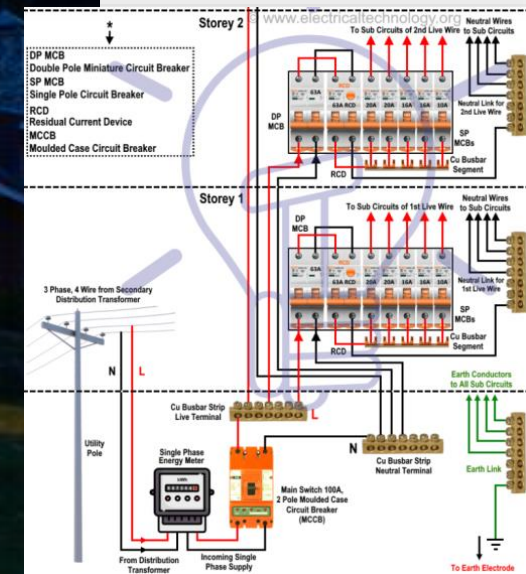 © www.electricaltechnology.org
Storey 2
To Sub Circuits of 2nd Live Wire
Neutral Wires
to Sub Circuits
*
DP MCB
Double Pole Miniature Circuit Breaker
SP MCB
Single Pole Circuit Breaker
RCD
Residual Current Device
MCCB
Moulded Case Circuit Breaker
RCD
63A
63A RCD
20A
20A
16A
16A
10A
DP
MCB
Neutral Link for
2nd Live Wire
SP
MCBs
RCD
Cu Busbar
Segment
Storey 1
To Sub Circuits of 1st Live Wire
Neutral Wires
to Sub Circuits
DP
MCB
RCD
63A
63A RCD
20A
20A
16A
16A
10A
Neutral Link for
1st Live Wire
SP
MCBs
RCD
Cu Busbar
Segment
3 Phase, 4 Wire from Secondary
Distribution Transformer
N
L
Utility
Pole
Cu Busbar Strip
Live Terminal
L
Earth Conductors
to All Sub Circuits
Single Phase
Energy Meter
kWh
N
Cu Busbar Strip
Neutral Terminal
Earth Link
Main Switch 100A,
2 Pole Moulded Case
Circuit Breaker
(MCCB)
From Distribution
Transformer
Incoming Single
Phase Supply
To Earth Electrode